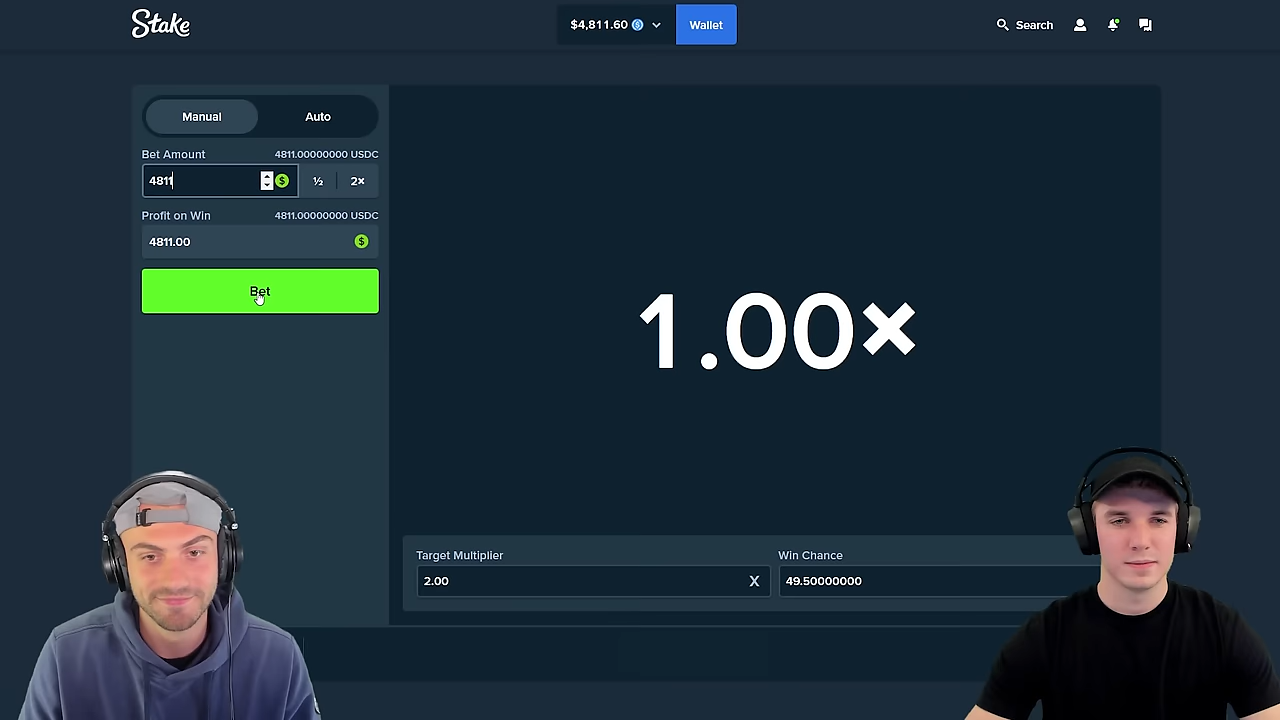 Stake
$4,811.60
Wallet
Search
Manual
Auto
Bet Amount
4811.00000000 USDC
4811
½
2×
Profit on Win
4811.00000000 USDC
4811.00
Bet
1.00×
Target Multiplier
Win Chance
2.00
X
49.50000000